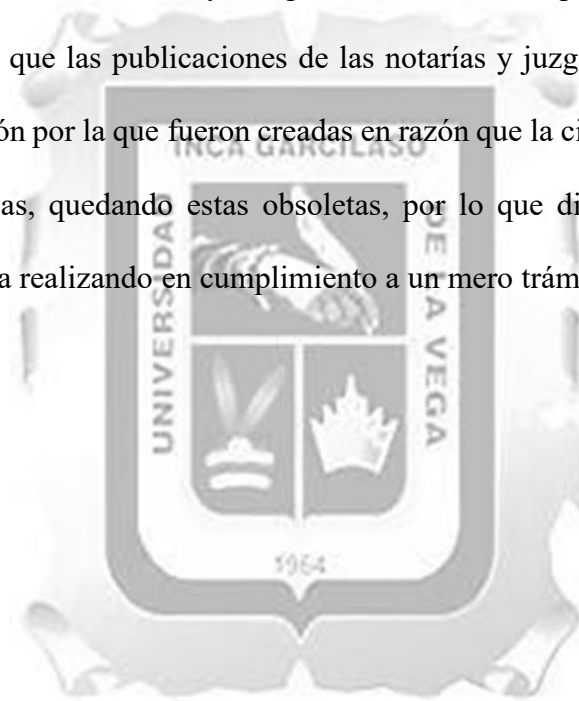 que las publicaciones de las notarías y juzg
ón por la que fueron creadas en razón que la ci
INCA GARCILASO
as, quedando estas obsoletas, por lo que di
a realizando en cumplimiento a un mero trám
UNIVERSIDAD
DE LA VEGA
1964